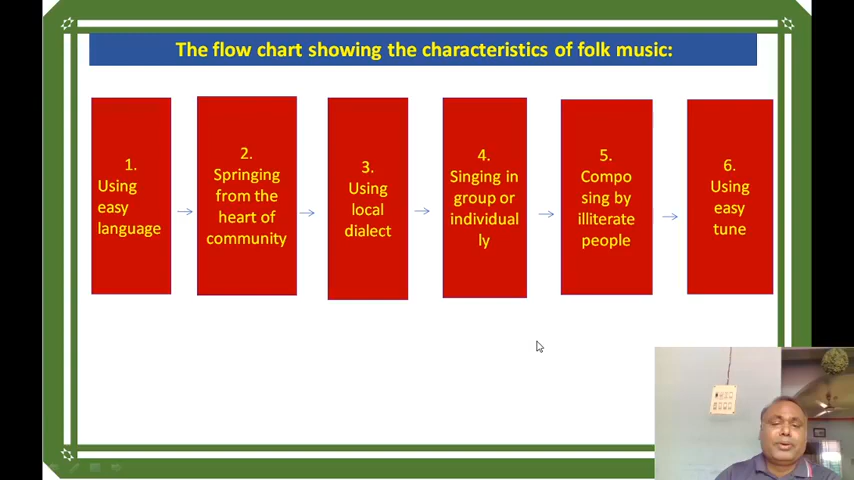 The flow chart showing the characteristics of folk music:
1.
Using
easy
language
2.
Springing
from the
heart of
community
3.
Using
local
dialect
4.
Singing in
group or
individual
ly
5.
Compo
sing by
illiterate
people
6.
Using
easy
tune